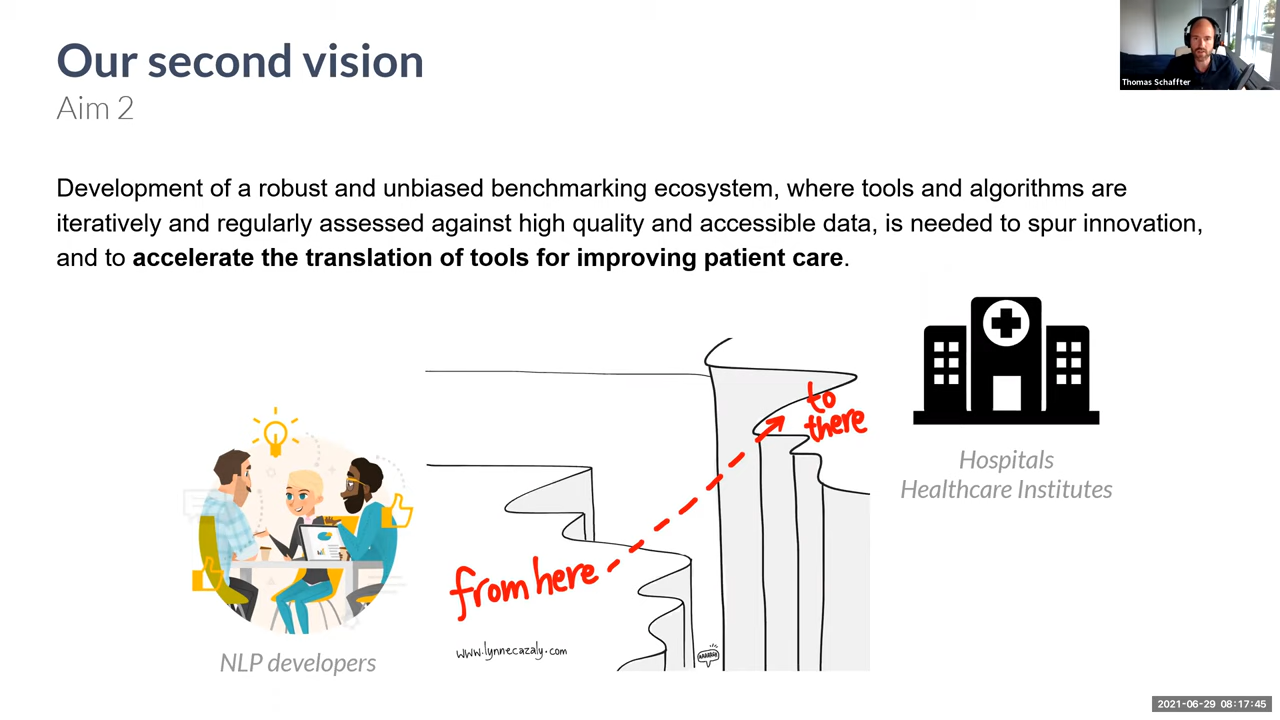 Our second vision
Aim 2
Thomas Schaffter
Development of a robust and unbiased benchmarking ecosystem, where tools and algorithms are
iteratively and regularly assessed against high quality and accessible data, is needed to spur innovation,
and to accelerate the translation of tools for improving patient care.
to
there
from here
www.lynnecazaly.com
Hospitals
Healthcare Institutes
NLP developers
2021-06-29 08:17:45